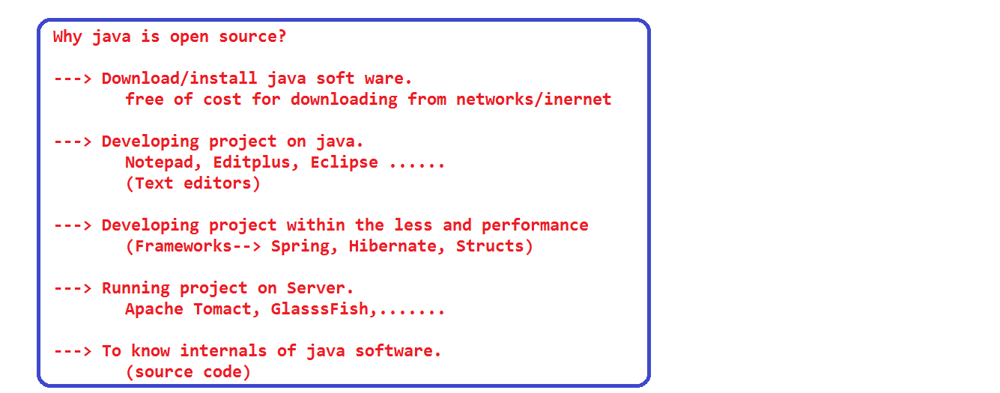 Why java is open source?
---> Download/install java soft ware.
free of cost for downloading from networks/inernet
---> Developing project on java.
Notepad, Editplus, Eclipse ......
(Text editors)
---> Developing project within the less and performance
(Frameworks--> Spring, Hibernate, Structs)
---> Running project on Server.
Apache Tomact, GlasssFish,.......
---> To know internals of java software.
(source code)